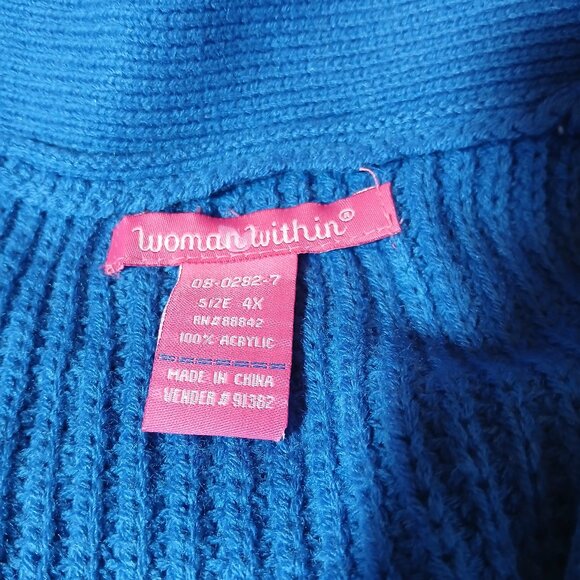 woman within®
08-0282-7
SIZE 4X
RN#88842
100% ACRYLIC
MADE IN CHINA
VENDER # 91382